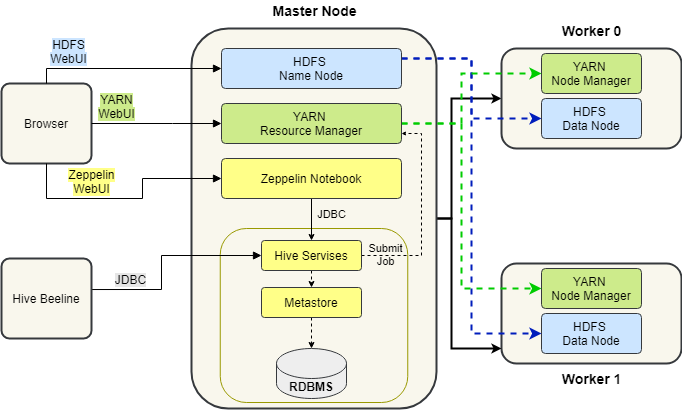 Master Node
HDFS
WebUI
Worker 0
HDFS
Name Node
YARN
Node Manager
YARN
WebUI
Browser
YARN
Resource Manager
HDFS
Data Node
Zeppelin
WebUI
Zeppelin Notebook
JDBC
Hive Servises
Submit
Job
JDBC
Hive Beeline
Metastore
YARN
Node Manager
HDFS
Data Node
RDBMS
Worker 1